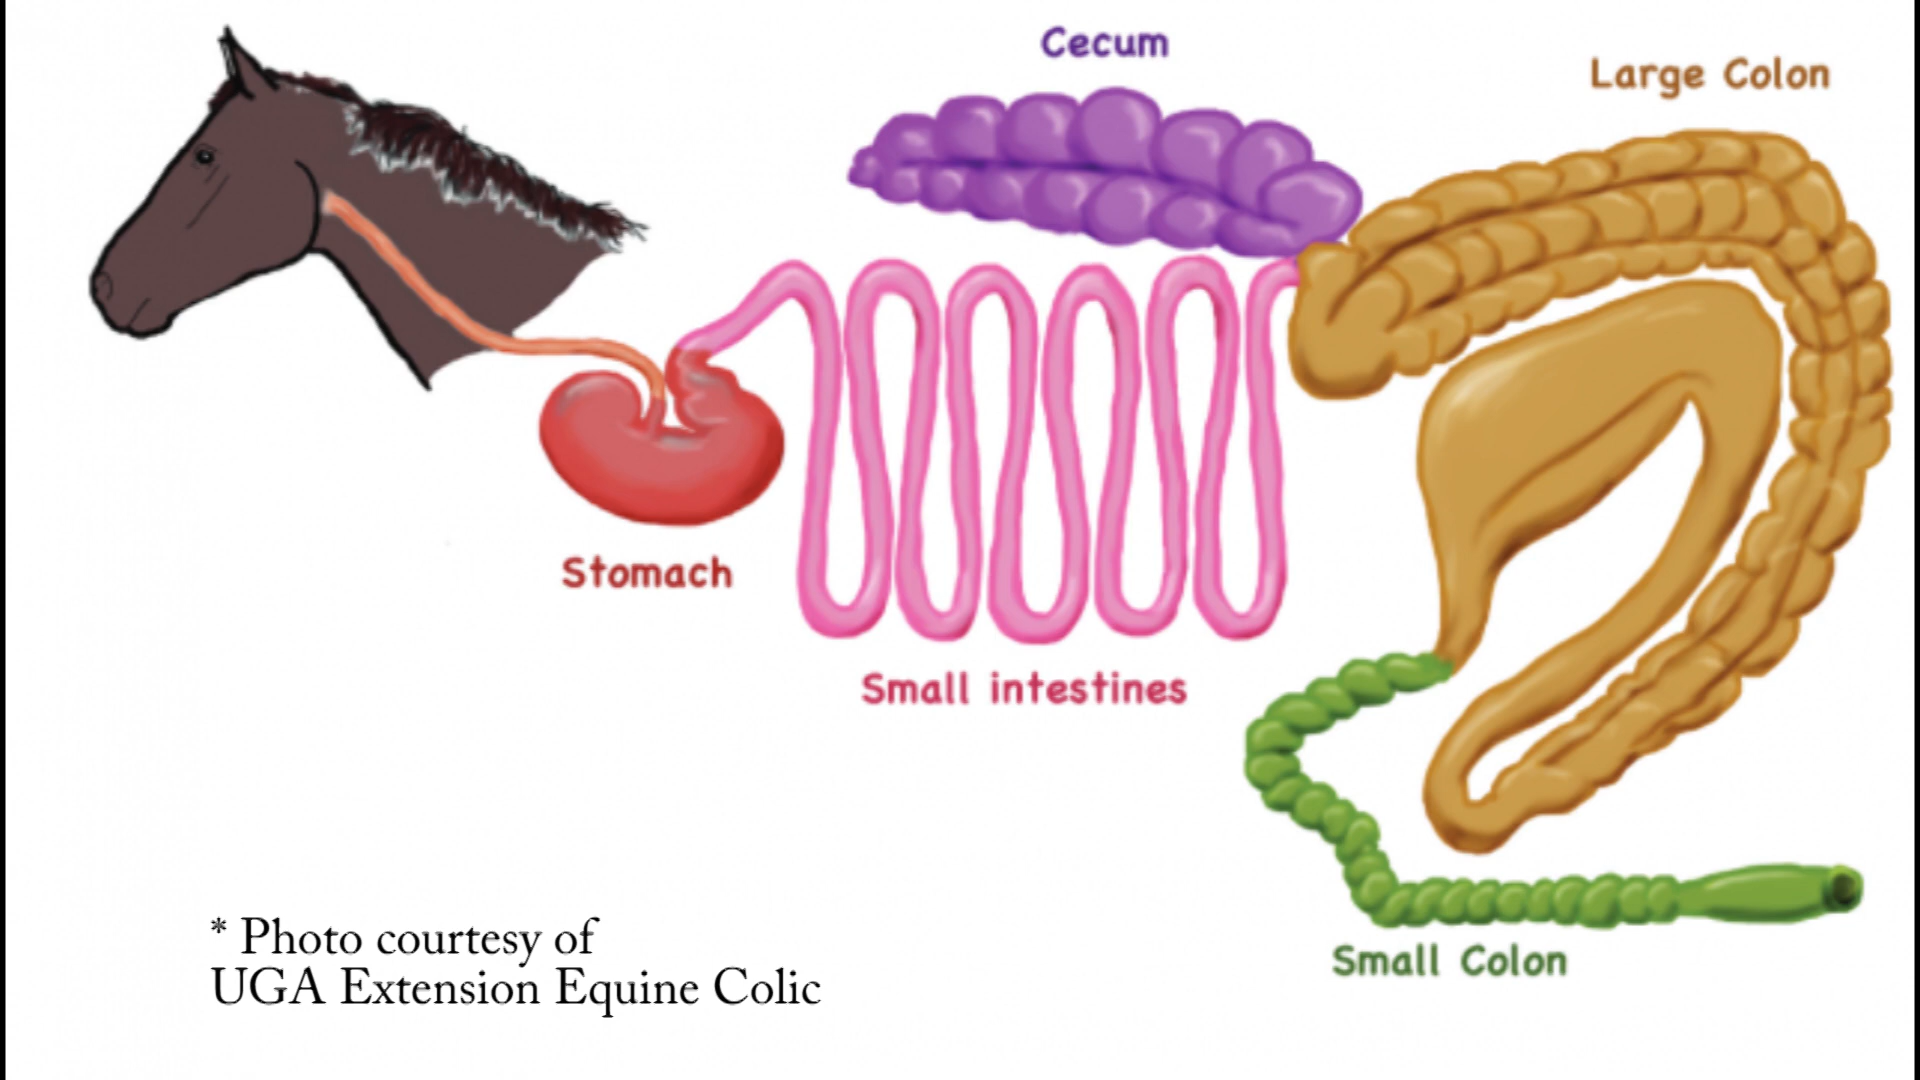 Cecum
Large Colon
Stomach
Small intestines
Small Colon
* Photo courtesy of
UGA Extension Equine Colic